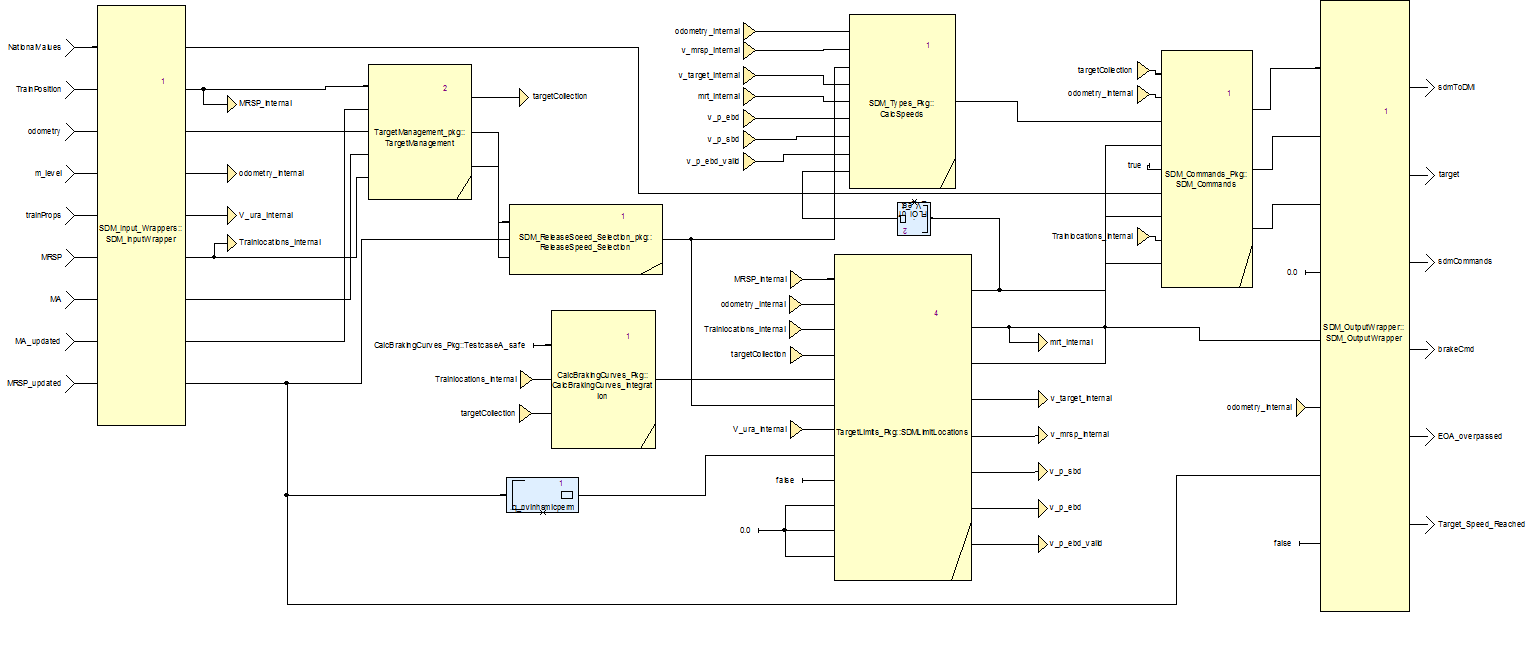 NationalValues
TrainPosition
odometry
m_level
trainProps
MRSP
MA
MA_updated
MRSP_updated
1
SDM_Input_Wrappers::
SDM_InputWrapper
MRSP_Internal
odometry_Internal
V_ura_Internal
Trainlocations_Internal
2
TargetManagement_pkg::
TargetManagement
targetCollection
1
SDM_ReleaseSpeed_Selection_pkg::
ReleaseSpeed_Selection
CalcBrakingCurves_Pkg::TestcaseA_safe
Trainlocations_Internal
targetCollection
1
CalcBrakingCurves_Pkg::
CalcBrakingCurves_Integrat
ion
1
odometry_Internal
v_mrsp_Internal
v_target_Internal
mrt_Internal
v_p_ebd
v_p_sbd
v_p_ebd_valid
1
SDM_Types_Pkg::
CalcSpeeds
2
MRSP_Internal
odometry_Internal
Trainlocations_Internal
targetCollection
V_ura_Internal
false
0.0
4
TargetLimits_Pkg::SDMLimitLocations
mrt_Internal
v_target_Internal
v_mrsp_Internal
v_p_sbd
v_p_ebd
v_p_ebd_valid
targetCollection
odometry_Internal
true
Trainlocations_Internal
1
SDM_Commands_Pkg::
SDM_Commands
0.0
odometry_Internal
false
1
SDM_OutputWrapper::
SDM_OutputWrapper
sdmToDMI
target
sdmCommands
brakeCmd
EOA_overpassed
Target_Speed_Reached